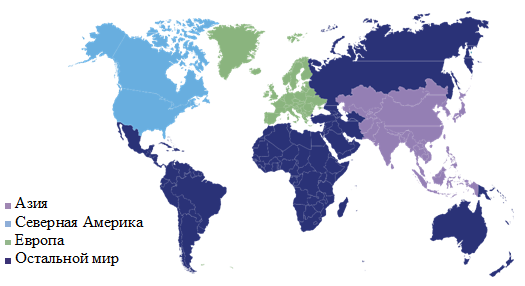 Азия
Северная Америка
Европа
Остальной мир